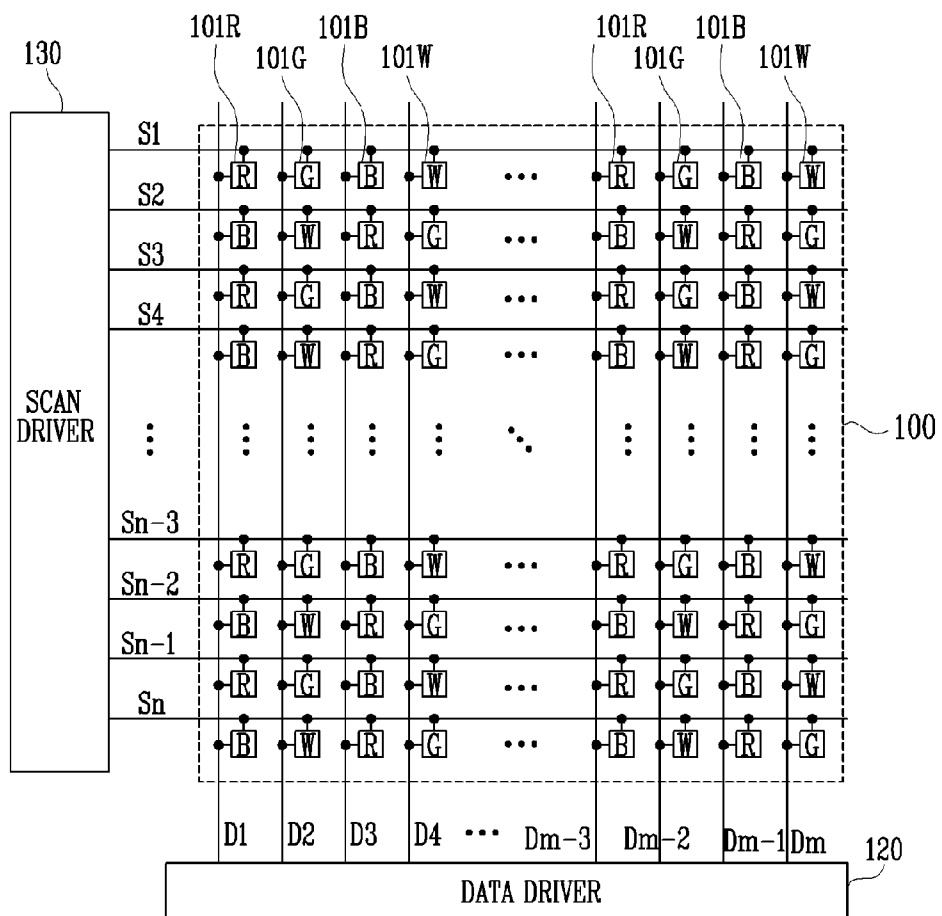 101R 101B 101R 101B
130 101G 101W 101G 101W
S1
R G B W ••• R G B W
S2
B W R G ••• B W R G
S3
R G B W ••• R G B W
S4
B W R G ••• B W R G
SCAN
DRIVER
100
Sn-3
R G B W ••• R G B W
Sn-2
B W R G ••• B W R G
Sn-1
R G B W ••• R G B W
Sn
B W R G ••• B W R G
D1 D2 D3 D4 ••• Dm-3 Dm-2 Dm-1 Dm
120
DATA DRIVER